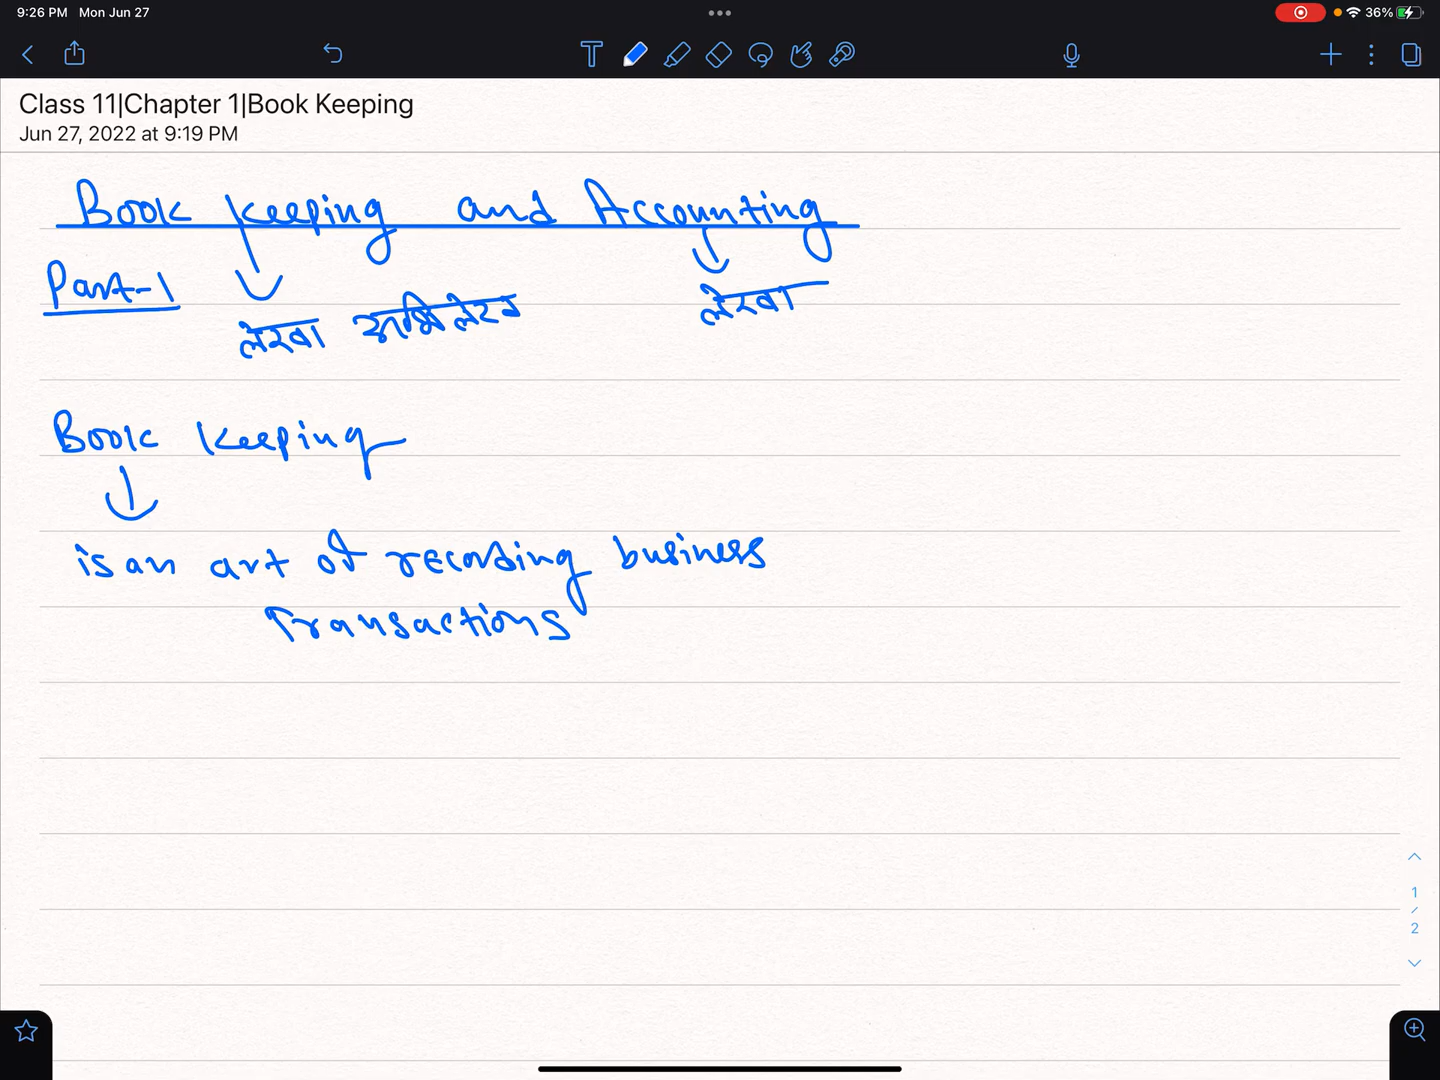 9:26 PM Mon Jun 27
36%
Class 11|Chapter 1|Book Keeping
Jun 27, 2022 at 9:19 PM
Book Keeping and Accounting
Part-1
लेखा अभिलेखन लेखा
Book Keeping
is an art of recording business
Transactions
1
/
2